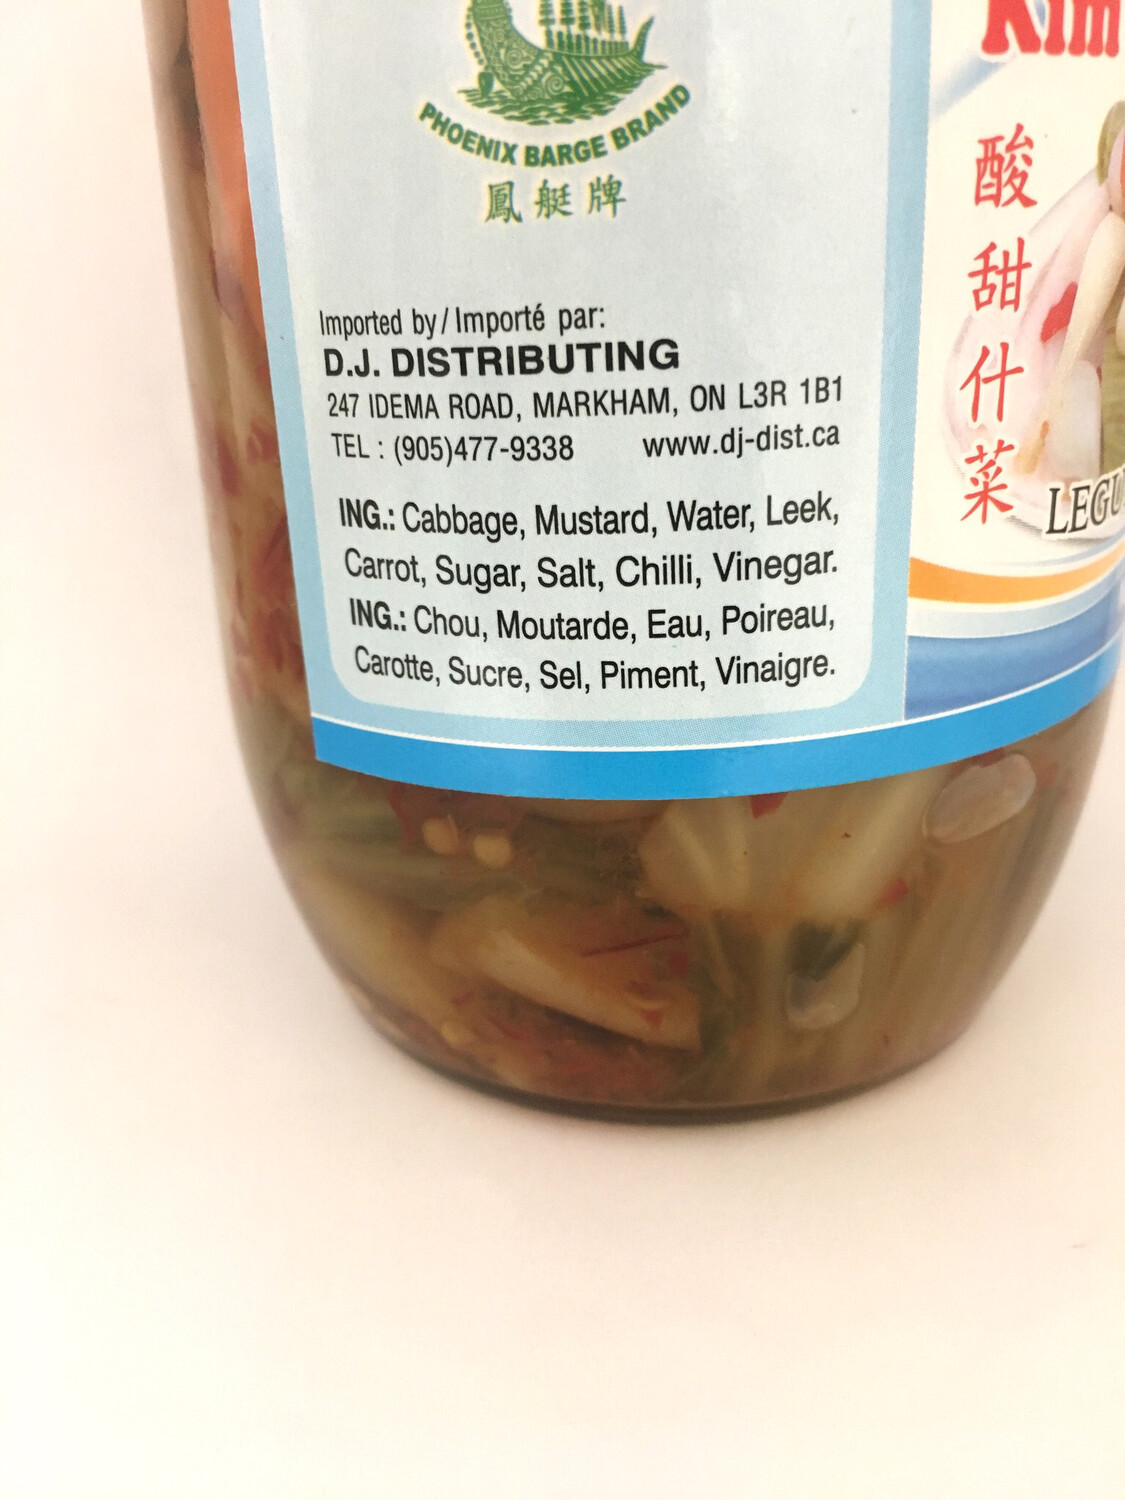 PHOENIX BARGE BRAND
鳳艇牌
Imported by / Importé par:
D.J. DISTRIBUTING
247 IDEMA ROAD, MARKHAM, ON L3R 1B1
TEL : (905)477-9338 www.dj-dist.ca
ING.: Cabbage, Mustard, Water, Leek,
Carrot, Sugar, Salt, Chilli, Vinegar.
ING.: Chou, Moutarde, Eau, Poireau,
Carotte, Sucre, Sel, Piment, Vinaigre.
Kim
酸甜什菜
LEGU